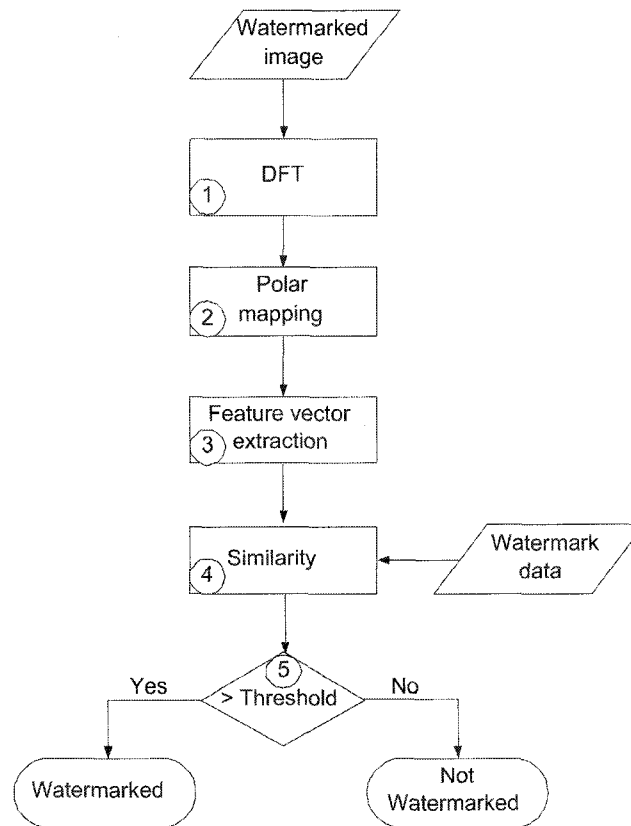 Watermarked
image
DFT
1
Polar
mapping
2
Feature vector
extraction
3
Similarity
4
Watermark
data
5
> Threshold
Yes
No
Watermarked
Not
Watermarked